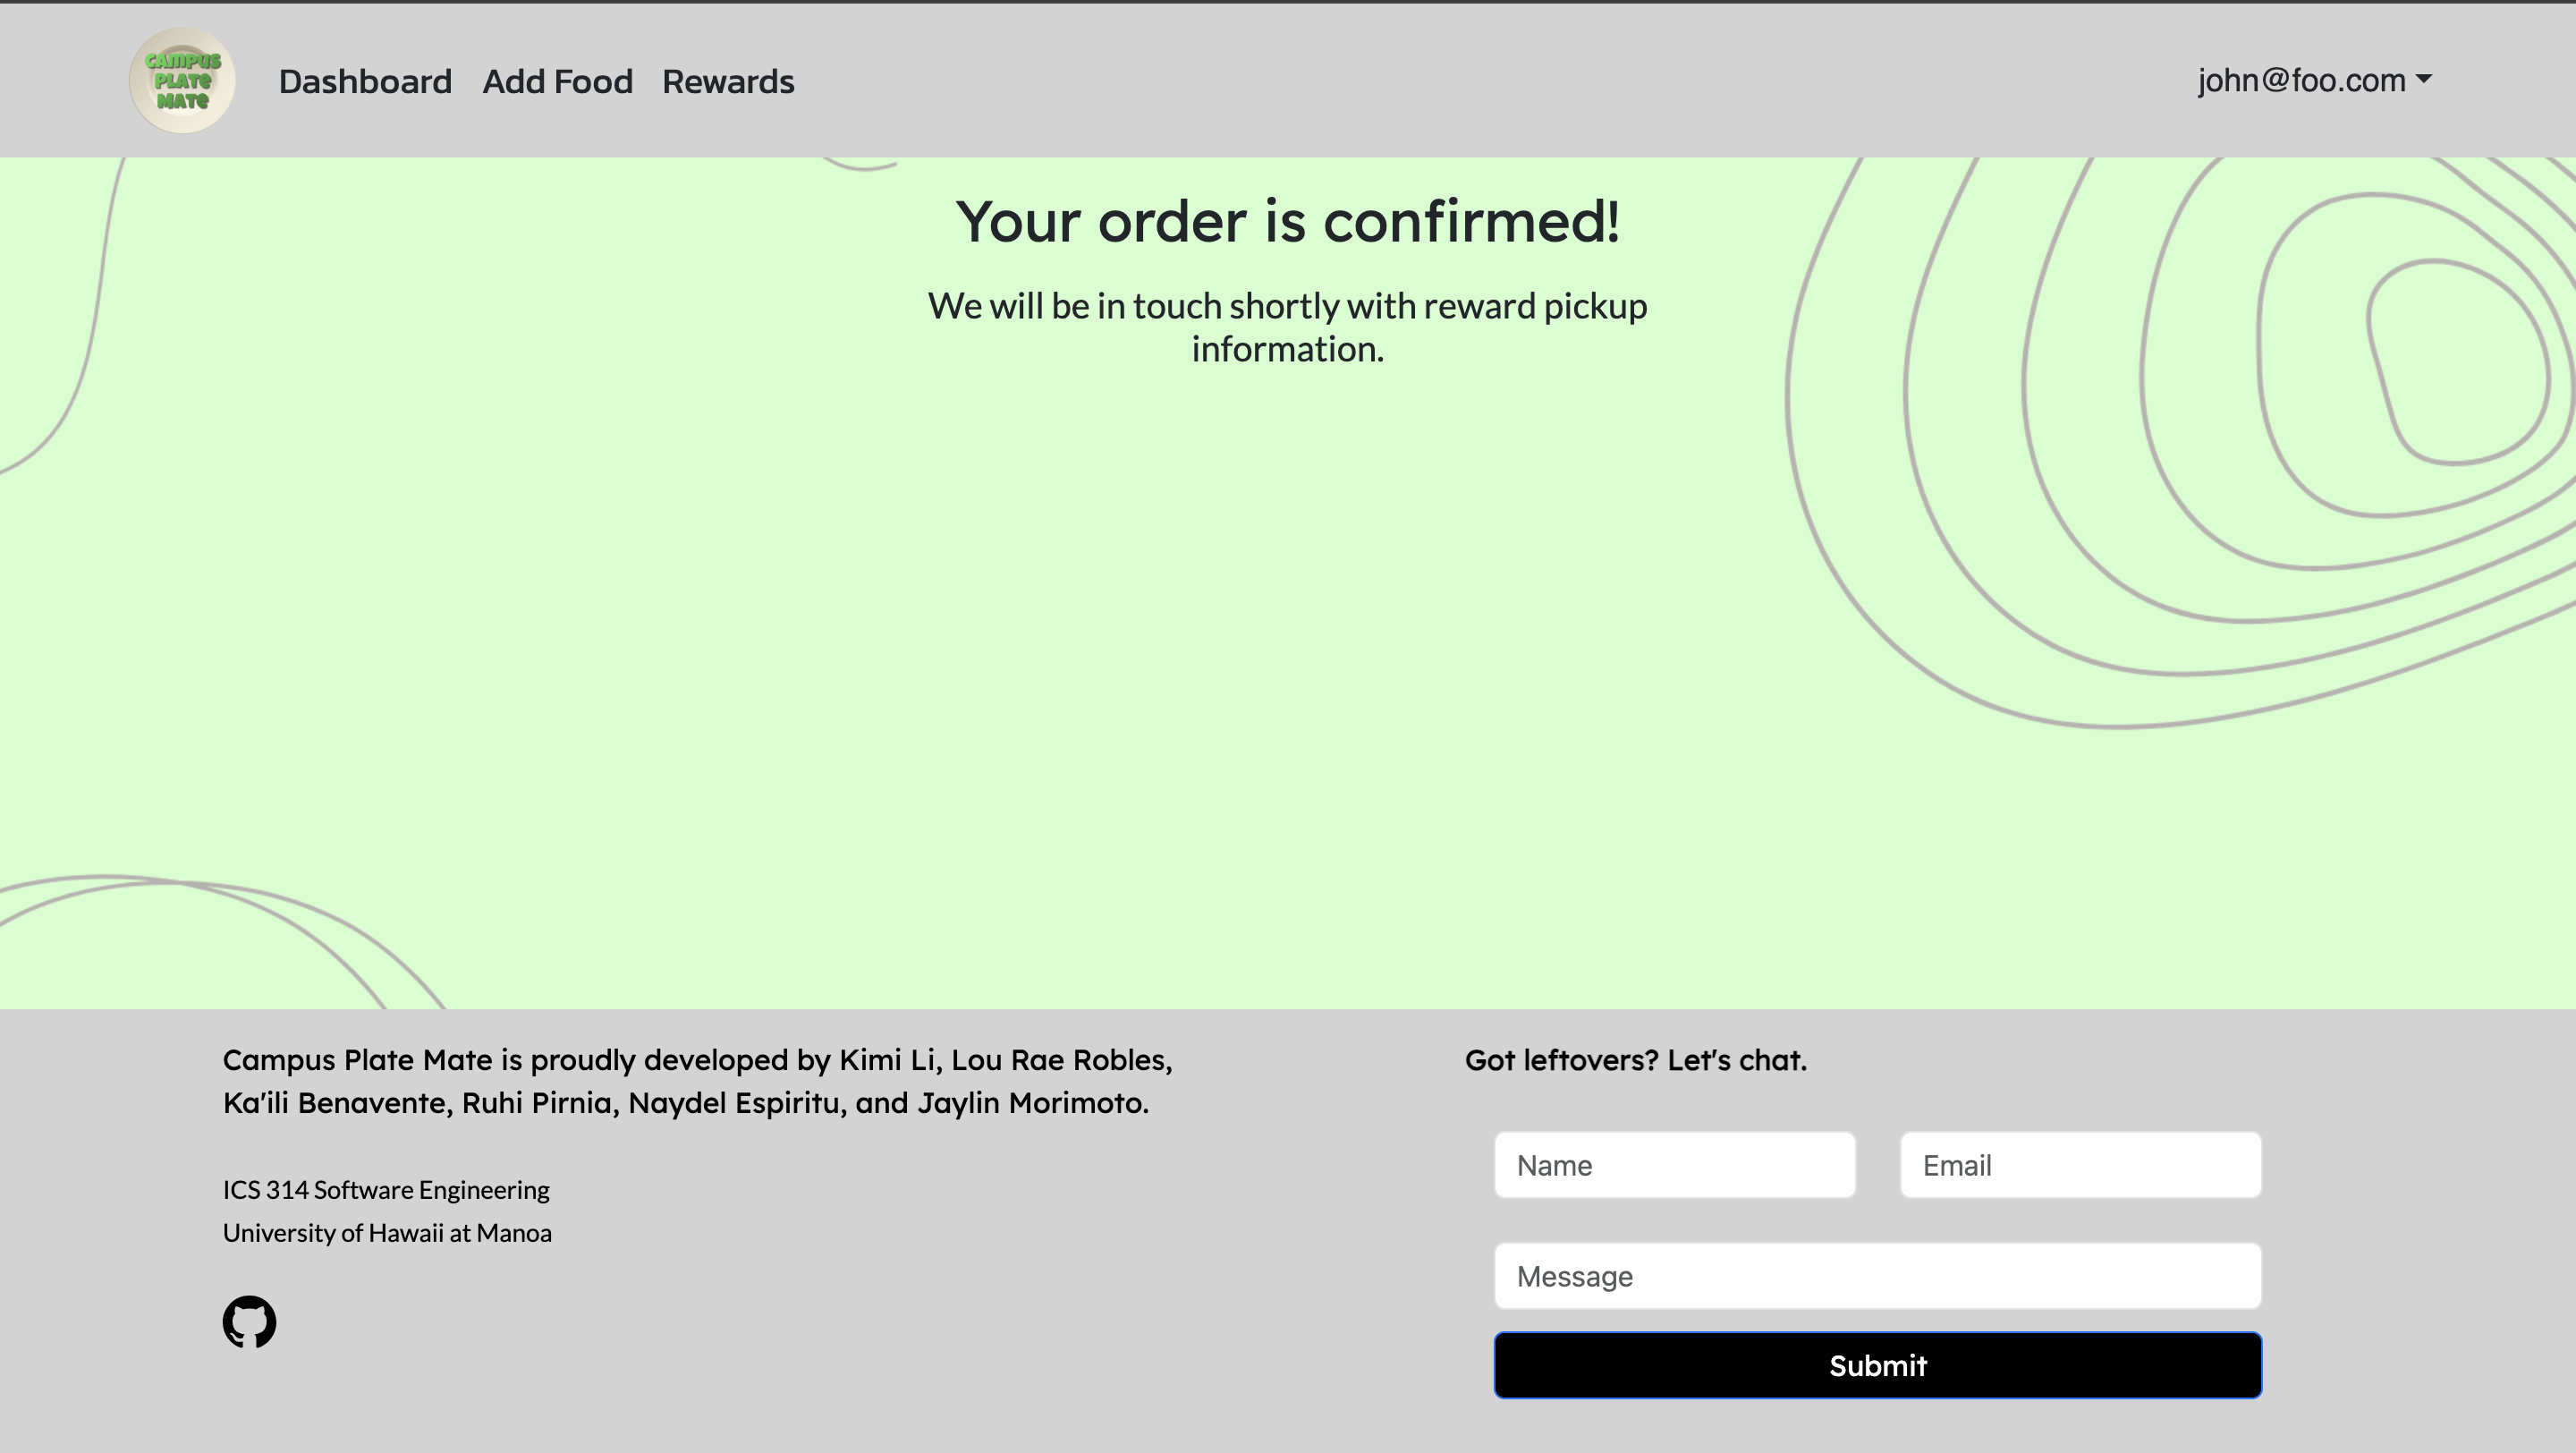 CAMPUS
PLATE
MATE
Dashboard Add Food Rewards
john@foo.com
Your order is confirmed!
We will be in touch shortly with reward pickup
information.
Campus Plate Mate is proudly developed by Kimi Li, Lou Rae Robles,
Ka'ili Benavente, Ruhi Pirnia, Naydel Espiritu, and Jaylin Morimoto.
ICS 314 Software Engineering
University of Hawaii at Manoa
Got leftovers? Let's chat.
Name Email
Message
Submit